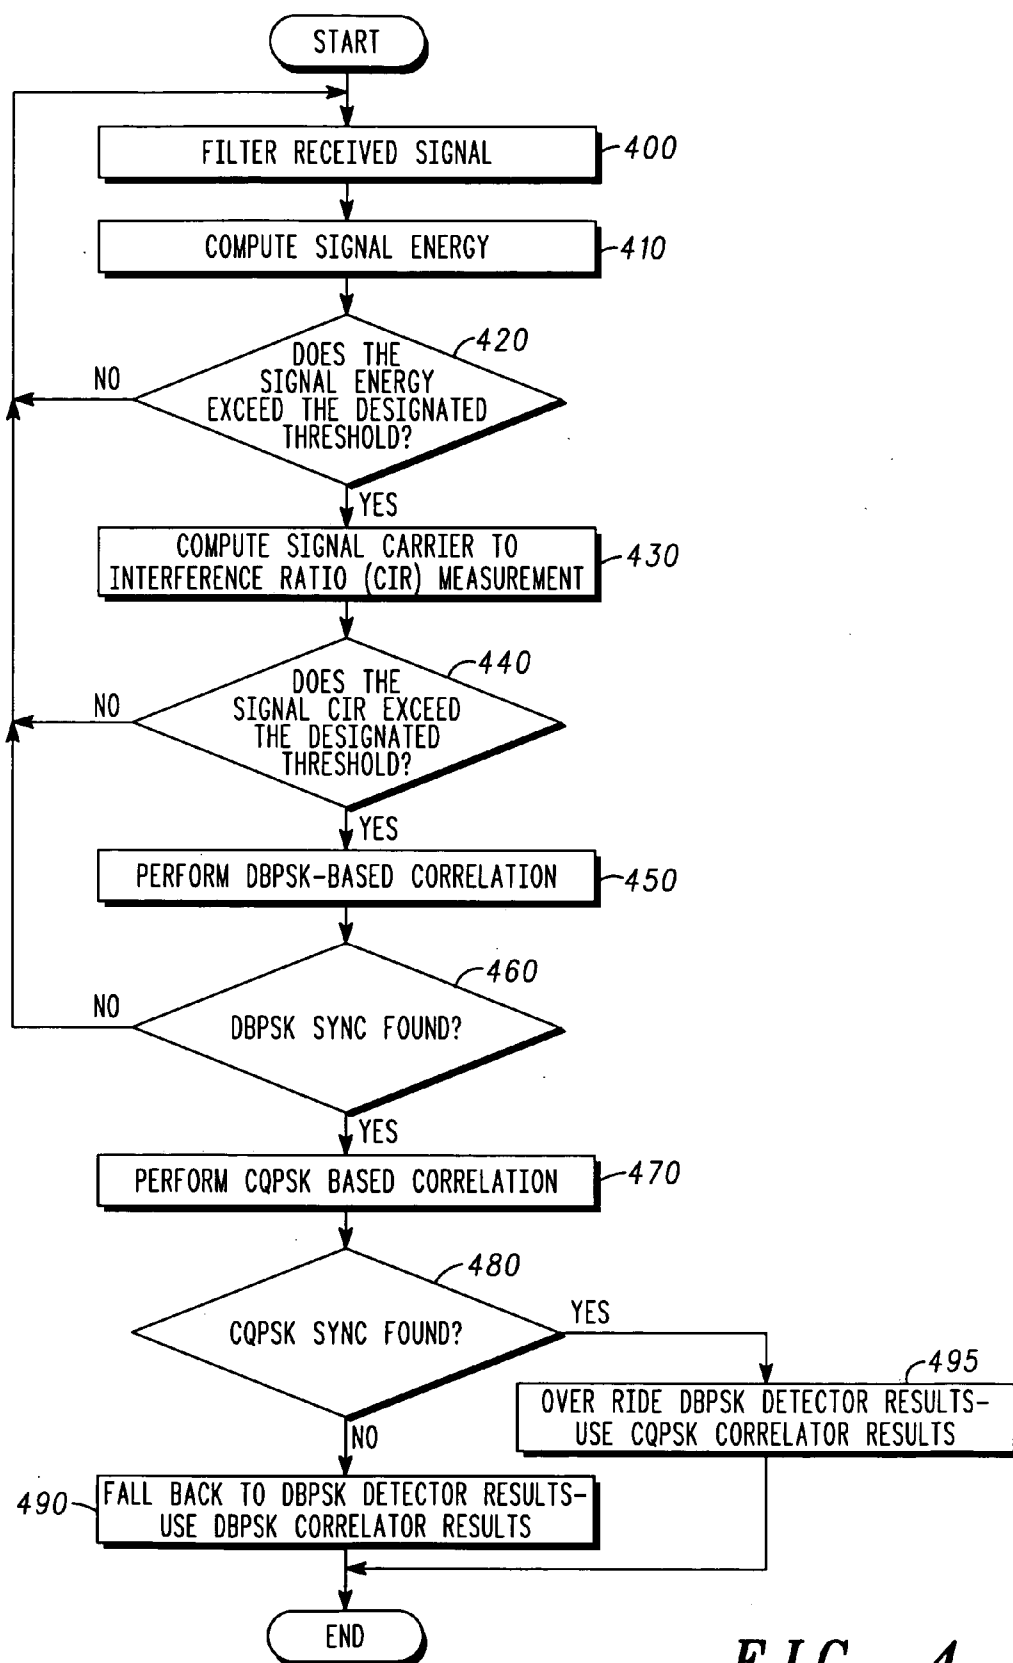 START
FILTER RECEIVED SIGNAL
400
COMPUTE SIGNAL ENERGY
410
420
DOES THE
SIGNAL ENERGY
EXCEED THE DESIGNATED
THRESHOLD?
NO
YES
COMPUTE SIGNAL CARRIER TO
INTERFERENCE RATIO (CIR) MEASUREMENT
430
440
DOES THE
SIGNAL CIR EXCEED
THE DESIGNATED
THRESHOLD?
NO
YES
PERFORM DBPSK-BASED CORRELATION
450
460
NO
DBPSK SYNC FOUND?
YES
PERFORM CQPSK BASED CORRELATION
470
480
CQPSK SYNC FOUND?
YES
495
OVER RIDE DBPSK DETECTOR RESULTS-
USE CQPSK CORRELATOR RESULTS
NO
490
FALL BACK TO DBPSK DETECTOR RESULTS-
USE DBPSK CORRELATOR RESULTS
END
FIG. 4